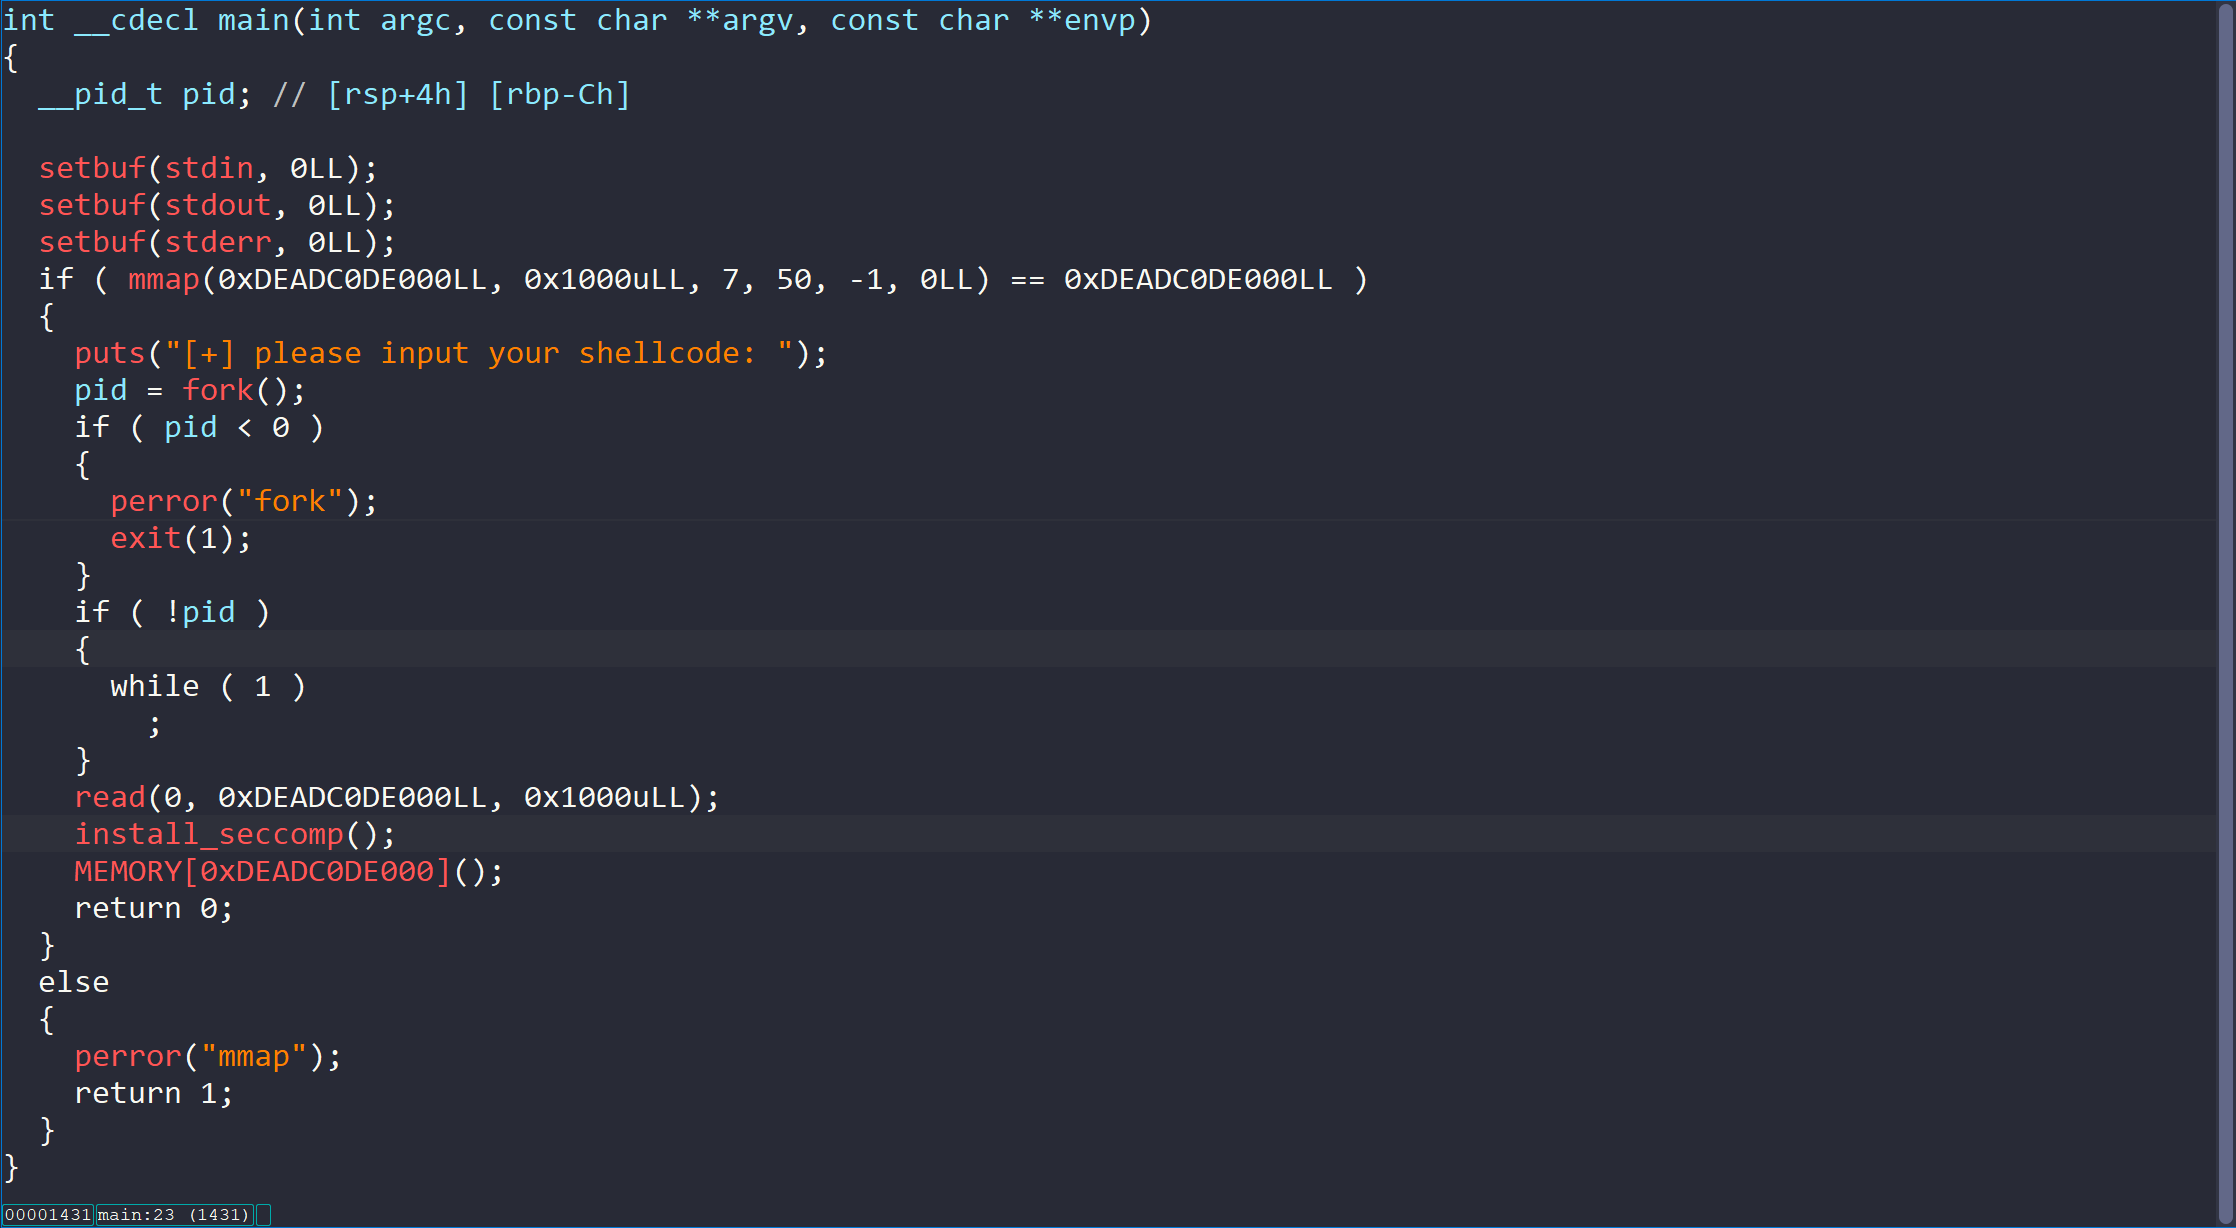 int __cdecl main(int argc, const char **argv, const char **envp)
{
  __pid_t pid; // [rsp+4h] [rbp-Ch]

  setbuf(stdin, 0LL);
  setbuf(stdout, 0LL);
  setbuf(stderr, 0LL);
  if ( mmap(0xDEADC0DE000LL, 0x1000uLL, 7, 50, -1, 0LL) == 0xDEADC0DE000LL )
  {
    puts("[+] please input your shellcode: ");
    pid = fork();
    if ( pid < 0 )
    {
      perror("fork");
      exit(1);
    }
    if ( !pid )
    {
      while ( 1 )
        ;
    }
    read(0, 0xDEADC0DE000LL, 0x1000uLL);
    install_seccomp();
    MEMORY[0xDEADC0DE000]();
    return 0;
  }
  else
  {
    perror("mmap");
    return 1;
  }
}
00001431 main:23 (1431)